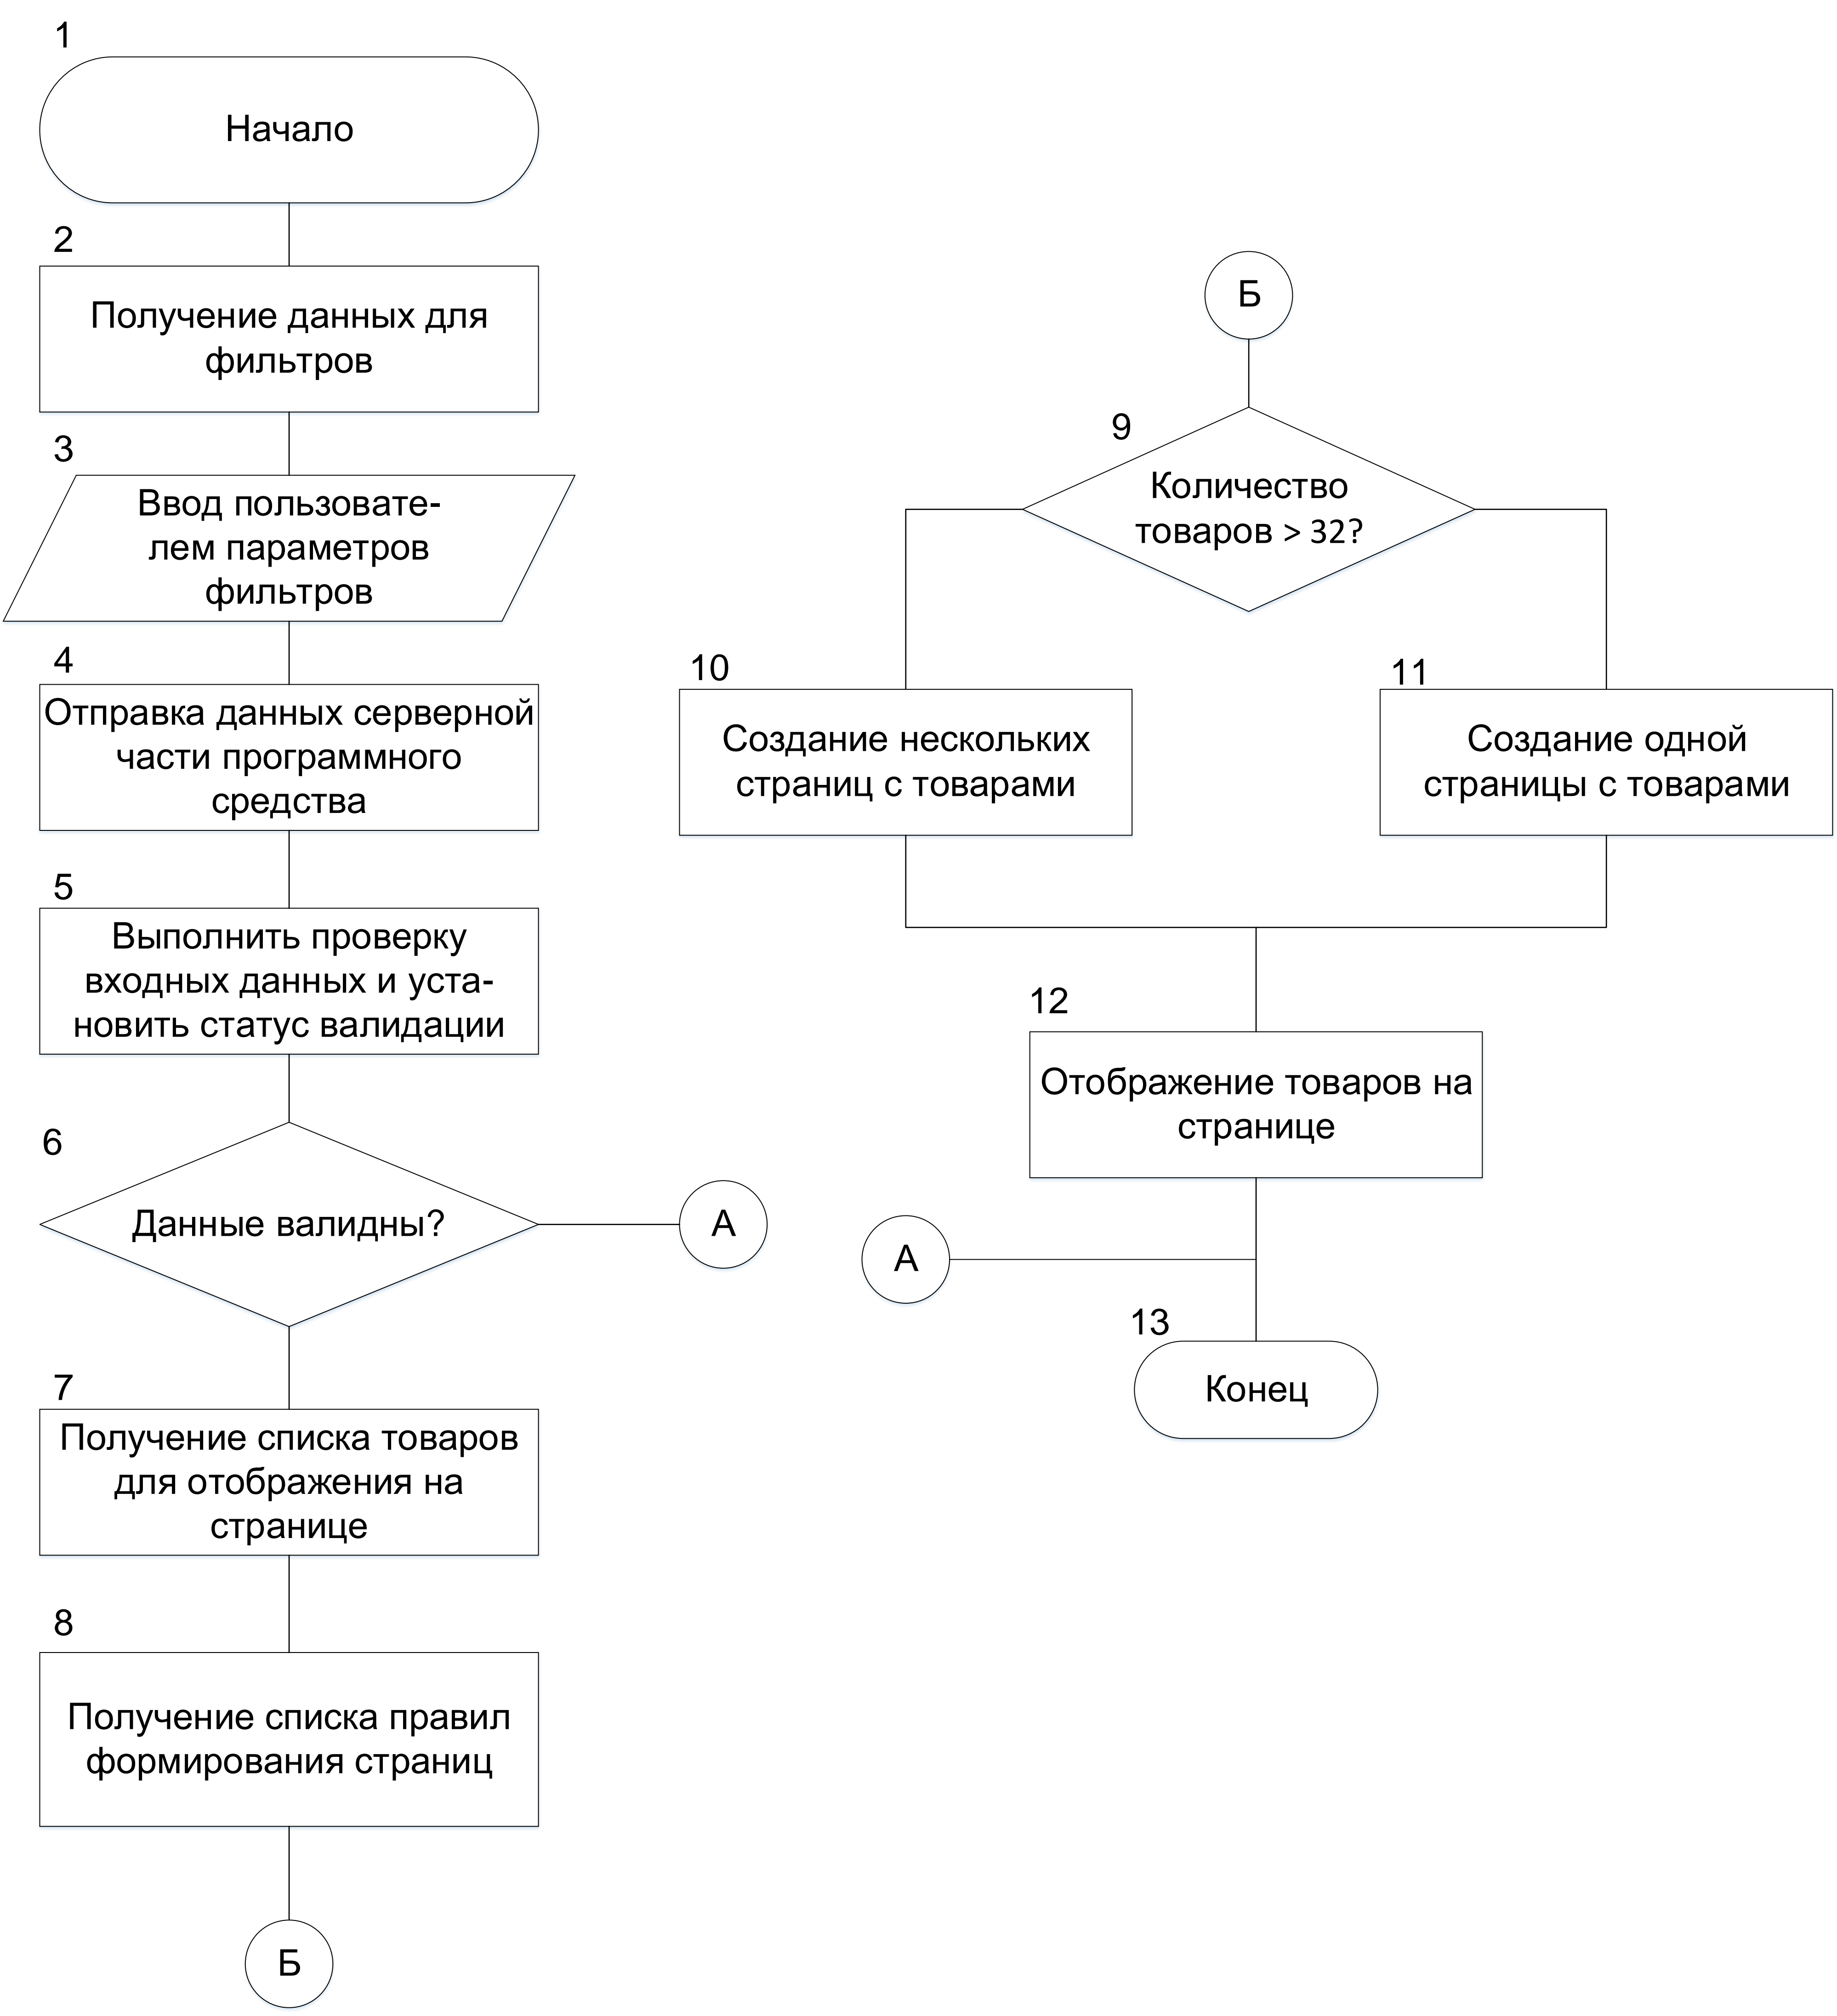 1
Начало
2
Получение данных для
фильтров
3
Ввод пользовате-
лем параметров
фильтров
4
Отправка данных серверной
части программного
средства
5
Выполнить проверку
входных данных и уста-
новить статус валидации
6
Данные валидны?
А
7
Получение списка товаров
для отображения на
странице
8
Получение списка правил
формирования страниц
Б
Б
9
Количество
товаров > 32?
10
Создание нескольких
страниц с товарами
11
Создание одной
страницы с товарами
12
Отображение товаров на
странице
А
13
Конец